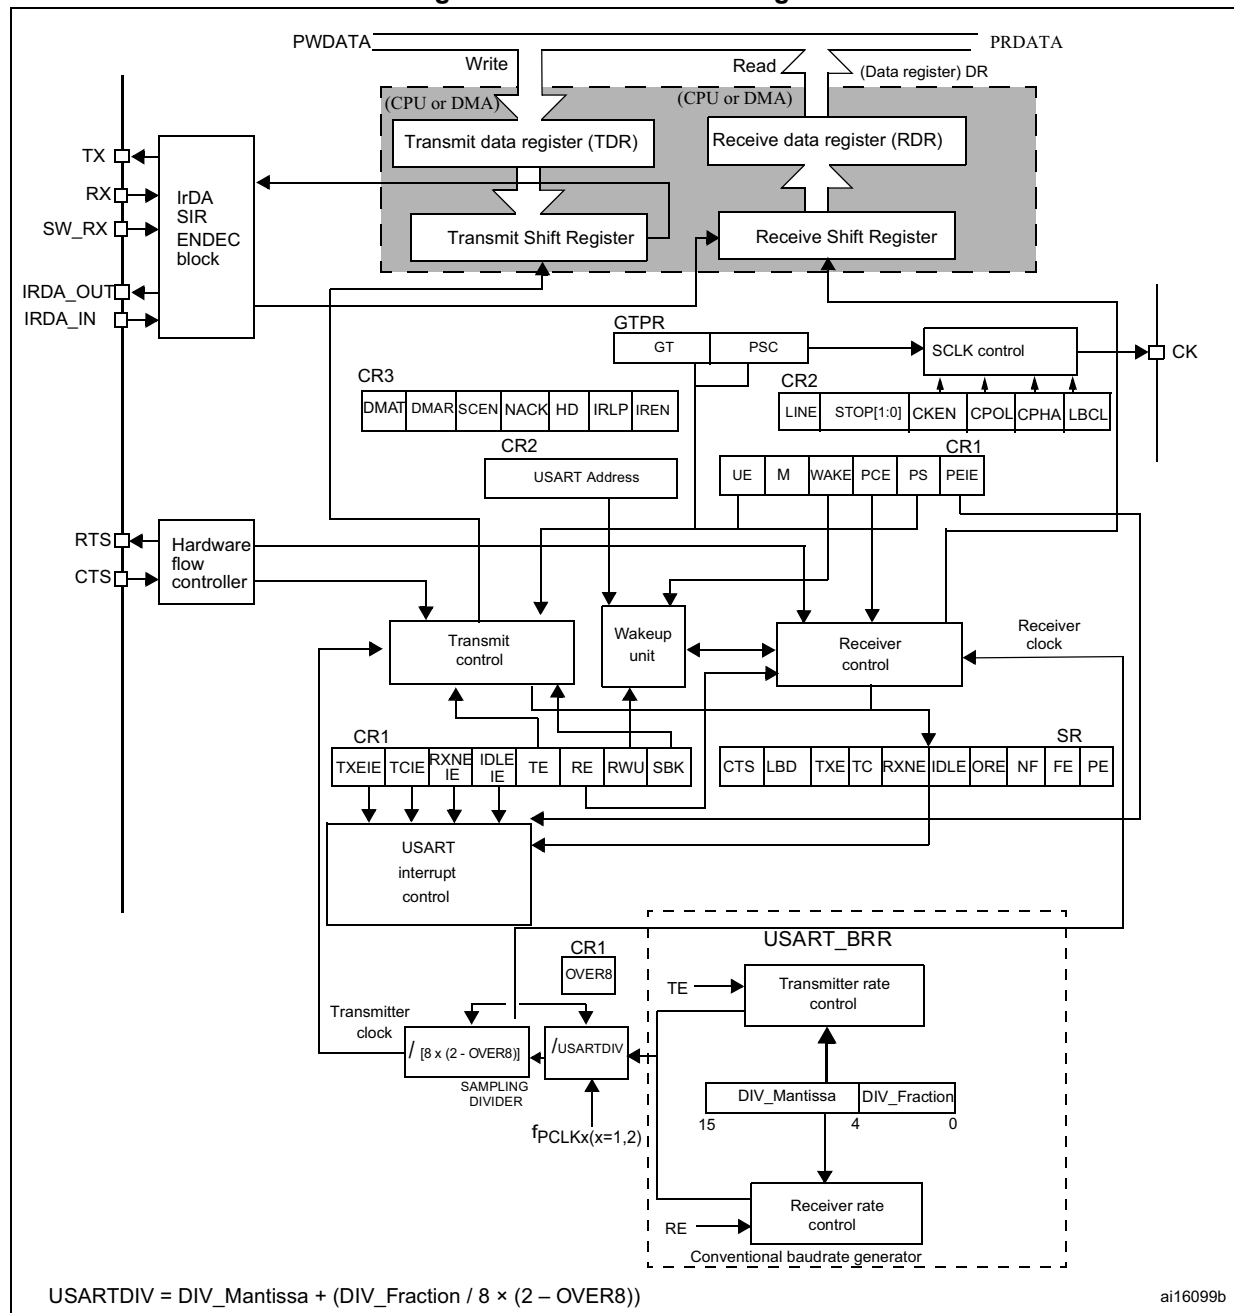 PWDATA
PRDATA
Write
Read
(Data register) DR
(CPU or DMA)
(CPU or DMA)
Transmit data register (TDR)
Receive data register (RDR)
TX
RX
SW_RX
IRDA_OUT
IRDA_IN
IrDA
SIR
ENDEC
block
Transmit Shift Register
Receive Shift Register
GTPR
GT
PSC
SCLK control
CK
CR3
DMAT
DMAR
SCEN
NACK
HD
IRLP
IREN
CR2
LINE
STOP[1:0]
CKEN
CPOL
CPHA
LBCL
CR2
USART Address
CR1
UE
M
WAKE
PCE
PS
PEIE
RTS
CTS
Hardware
flow
controller
Transmit
control
Wakeup
unit
Receiver
control
Receiver
clock
CR1
TXEIE
TCIE
RXNE
IE
IDLE
IE
TE
RE
RWU
SBK
SR
CTS
LBD
TXE
TC
RXNE
IDLE
ORE
NF
FE
PE
USART
interrupt
control
USART_BRR
CR1
OVER8
TE
Transmitter rate
control
Transmitter
clock
/ [8 x (2 - OVER8)]
/USARTDIV
SAMPLING
DIVIDER
fPCLKx(x=1,2)
DIV_Mantissa
DIV_Fraction
15
4
0
RE
Receiver rate
control
Conventional baudrate generator
USARTDIV = DIV_Mantissa + (DIV_Fraction / 8 × (2 – OVER8))
ai16099b